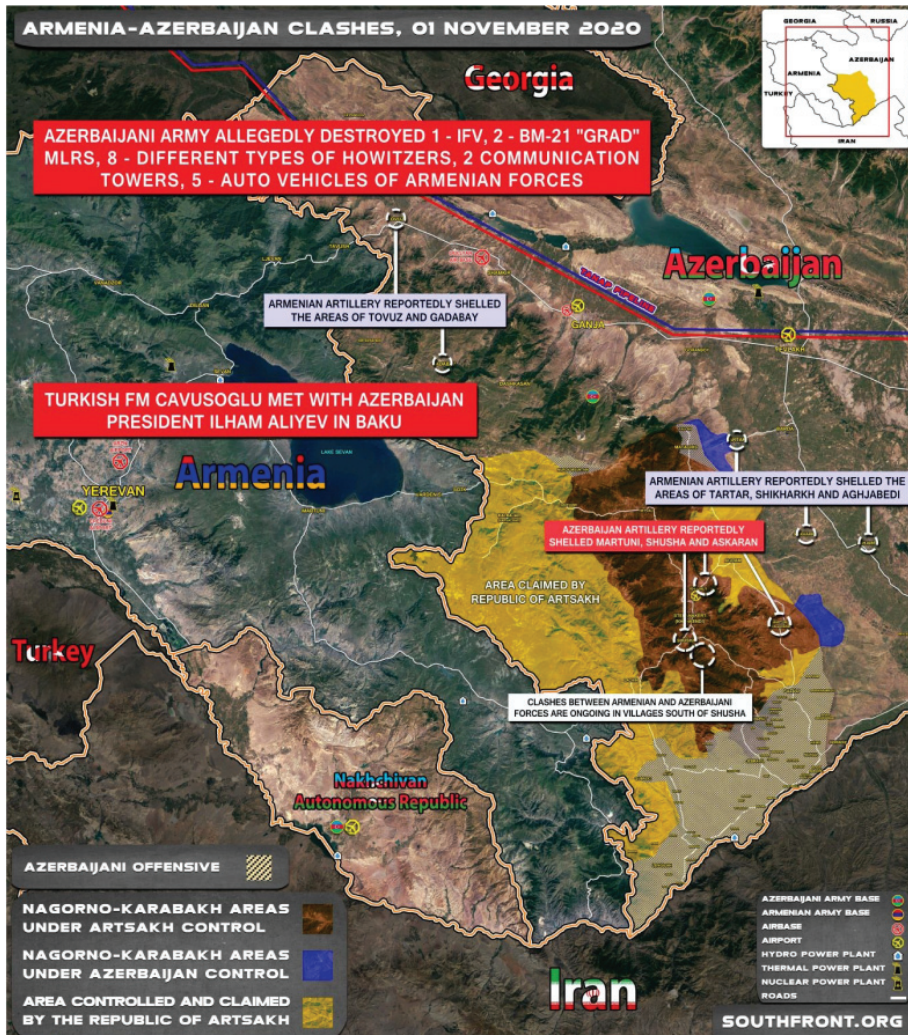 ARMENIA-AZERBAIJAN CLASHES, 01 NOVEMBER 2020
GEORGIA
RUSSIA
AZERBAIJAN
ARMENIA
TURKEY
IRAN
Georgia
AZERBAIJANI ARMY ALLEGEDLY DESTROYED 1 - IFV, 2 - BM-21 "GRAD"
MLRS, 8 - DIFFERENT TYPES OF HOWITZERS, 2 COMMUNICATION
TOWERS, 5 - AUTO VEHICLES OF ARMENIAN FORCES
Azerbaijan
TANAP PIPELINE
ARMENIAN ARTILLERY REPORTEDLY SHELLED
THE AREAS OF TOVUZ AND GADABAY
GANJA
TURKISH FM CAVUSOGLU MET WITH AZERBAIJAN
PRESIDENT ILHAM ALIYEV IN BAKU
LAKE SEVAN
Armenia
YEREVAN
ARMENIAN ARTILLERY REPORTEDLY SHELLED THE
AREAS OF TARTAR, SHIKHARKH AND AGHJABEDI
AZERBAIJAN ARTILLERY REPORTEDLY
SHELLED MARTUNI, SHUSHA AND ASKARAN
AREA CLAIMED BY
REPUBLIC OF ARTSAKH
Turkey
CLASHES BETWEEN ARMENIAN AND AZERBAIJANI
FORCES ARE ONGOING IN VILLAGES SOUTH OF SHUSHA
Nakhchivan
Autonomous Republic
AZERBAIJANI OFFENSIVE
NAGORNO-KARABAKH AREAS
UNDER ARTSAKH CONTROL
NAGORNO-KARABAKH AREAS
UNDER AZERBAIJAN CONTROL
AREA CONTROLLED AND CLAIMED
BY THE REPUBLIC OF ARTSAKH
Iran
AZERBAIJANI ARMY BASE
ARMENIAN ARMY BASE
AIRBASE
AIRPORT
HYDRO POWER PLANT
THERMAL POWER PLANT
NUCLEAR POWER PLANT
ROADS
SOUTHFRONT.ORG